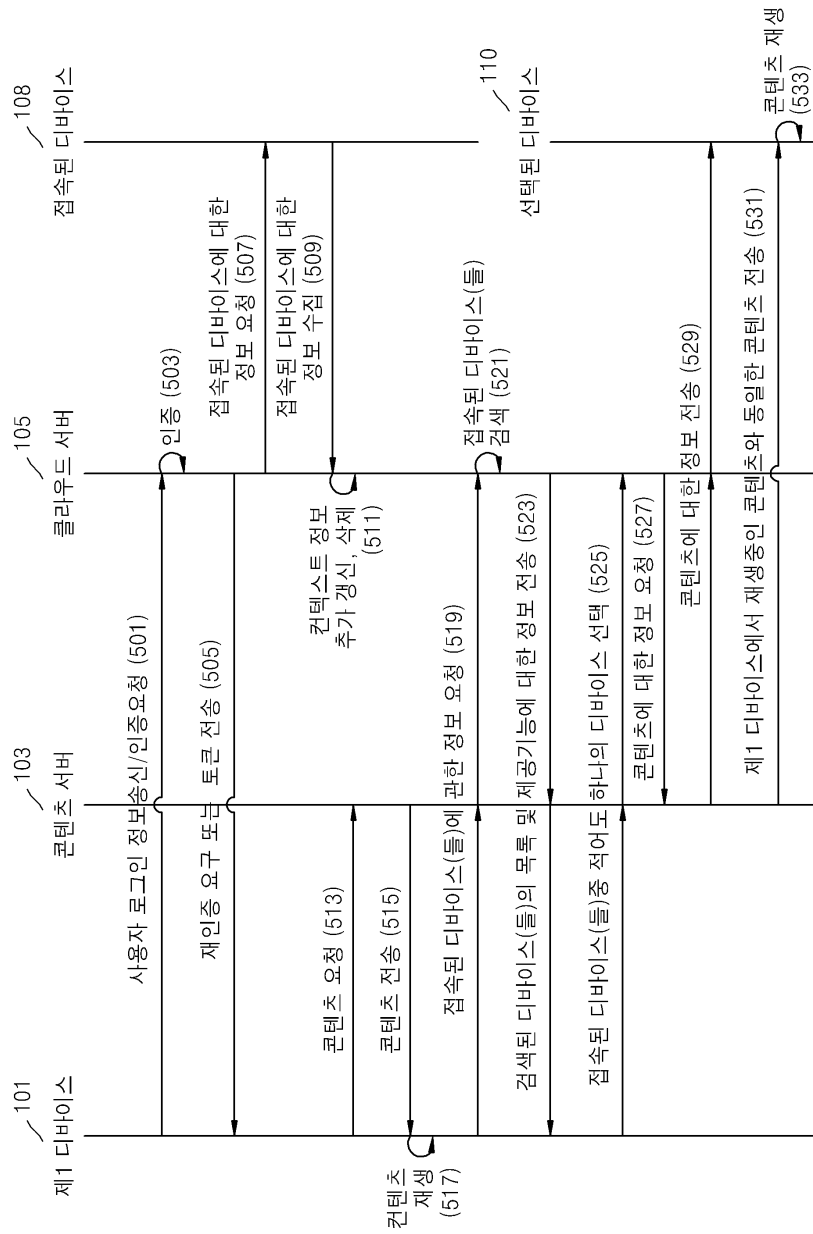 101
제1 디바이스
103
콘텐츠 서버
105
클라우드 서버
108
접속된 디바이스
사용자 로그인 정보송신/인증요청 (501)
인증 (503)
재인증 요구 또는 토큰 전송 (505)
접속된 디바이스에 대한
정보 요청 (507)
접속된 디바이스에 대한
정보 수집 (509)
컨텍스트 정보
추가 갱신, 삭제
(511)
콘텐츠 요청 (513)
콘텐츠 전송 (515)
컨텐츠
재생
(517)
접속된 디바이스(들)에 관한 정보 요청 (519)
접속된 디바이스(들)
검색 (521)
검색된 디바이스(들)의 목록 및 제공기능에 대한 정보 전송 (523)
110
선택된 디바이스
접속된 디바이스(들)중 적어도 하나의 디바이스 선택 (525)
콘텐츠에 대한 정보 요청 (527)
콘텐츠에 대한 정보 전송 (529)
제1 디바이스에서 재생중인 콘텐츠와 동일한 콘텐츠 전송 (531)
콘텐츠 재생
(533)